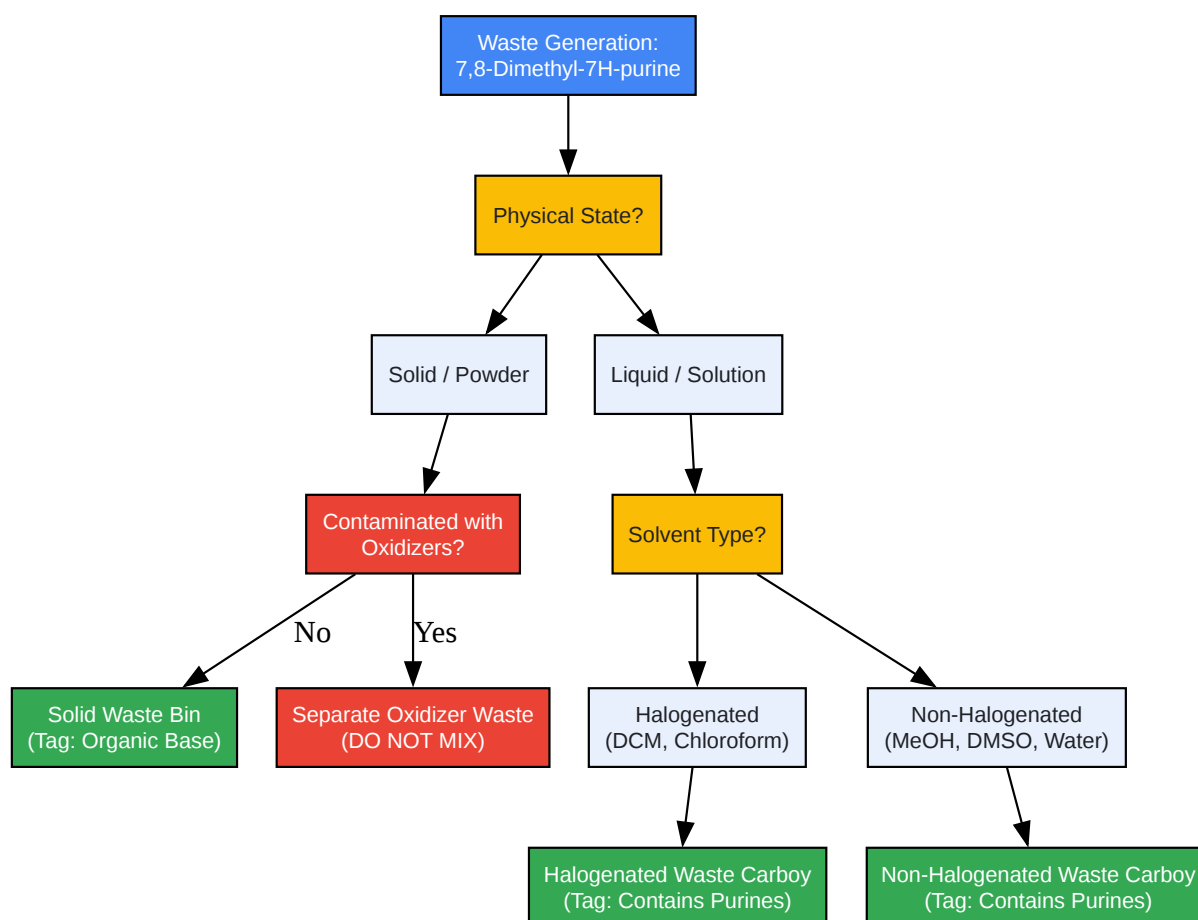 Waste Generation:
7,8-Dimethyl-7H-purine
Physical State?
Solid / Powder
Liquid / Solution
Contaminated with
Oxidizers?
Solvent Type?
No
Yes
Solid Waste Bin
(Tag: Organic Base)
Separate Oxidizer Waste
(DO NOT MIX)
Halogenated
(DCM, Chloroform)
Non-Halogenated
(MeOH, DMSO, Water)
Halogenated Waste Carboy
(Tag: Contains Purines)
Non-Halogenated Waste Carboy
(Tag: Contains Purines)